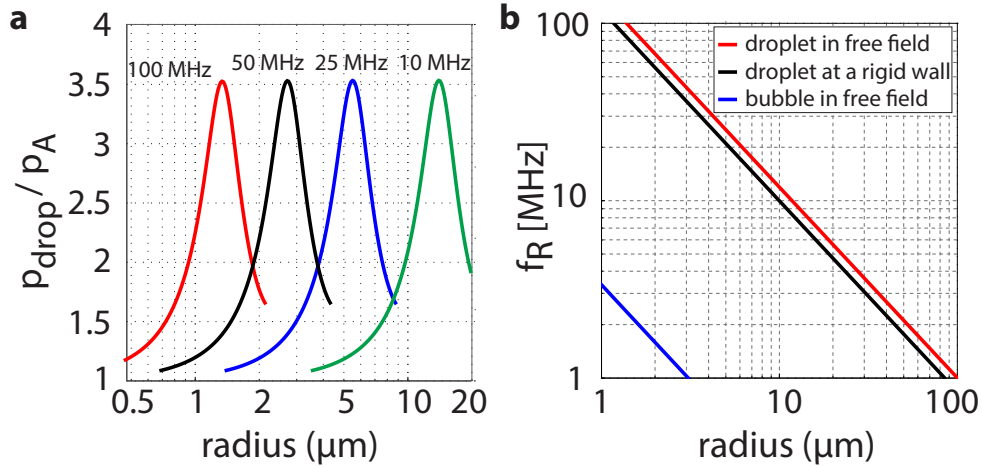 a
p_drop / p_A
4
3.5
3
2.5
2
1.5
1
100 MHz
50 MHz
25 MHz
10 MHz
0.5
1
2
5
10
20
radius (μm)
b
f_R [MHz]
100
10
1
droplet in free field
droplet at a rigid wall
bubble in free field
1
10
100
radius (μm)